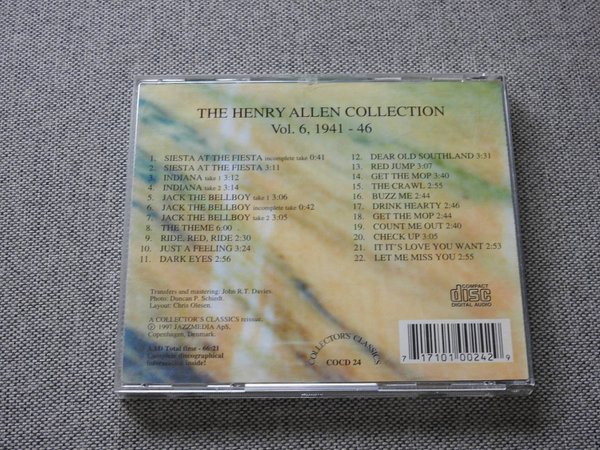 THE HENRY ALLEN COLLECTION
Vol. 6, 1941 - 46
1. SIESTA AT THE FIESTA incomplete take 0:41
2. SIESTA AT THE FIESTA 3:11
3. INDIANA take 1 3:12
4. INDIANA take 2 3:14
5. JACK THE BELLBOY take 1 3:06
6. JACK THE BELLBOY incomplete take 0:42
7. JACK THE BELLBOY take 2 3:05
8. THE THEME 6:00
9. RIDE, RED, RIDE 2:30
10. JUST A FEELING 3:24
11. DARK EYES 2:56
12. DEAR OLD SOUTHLAND 3:31
13. RED JUMP 3:07
14. GET THE MOP 3:40
15. THE CRAWL 2:55
16. BUZZ ME 2:44
17. DRINK HEARTY 2:46
18. GET THE MOP 2:44
19. COUNT ME OUT 2:40
20. CHECK UP 3:05
21. IT IT'S LOVE YOU WANT 2:53
22. LET ME MISS YOU 2:55
Transfers and mastering: John R.T. Davies.
Photo: Duncan P. Schiedt.
Layout: Chris Olesen.
A COLLECTOR'S CLASSICS reissue.
℗ 1997 JAZZMEDIA ApS,
Copenhagen, Denmark.
AAD Total time - 66:21
Complete discographical
information inside!
COLLECTOR'S CLASSICS
COCD 24
COMPACT
disc
DIGITAL AUDIO
7 17101 00242 9